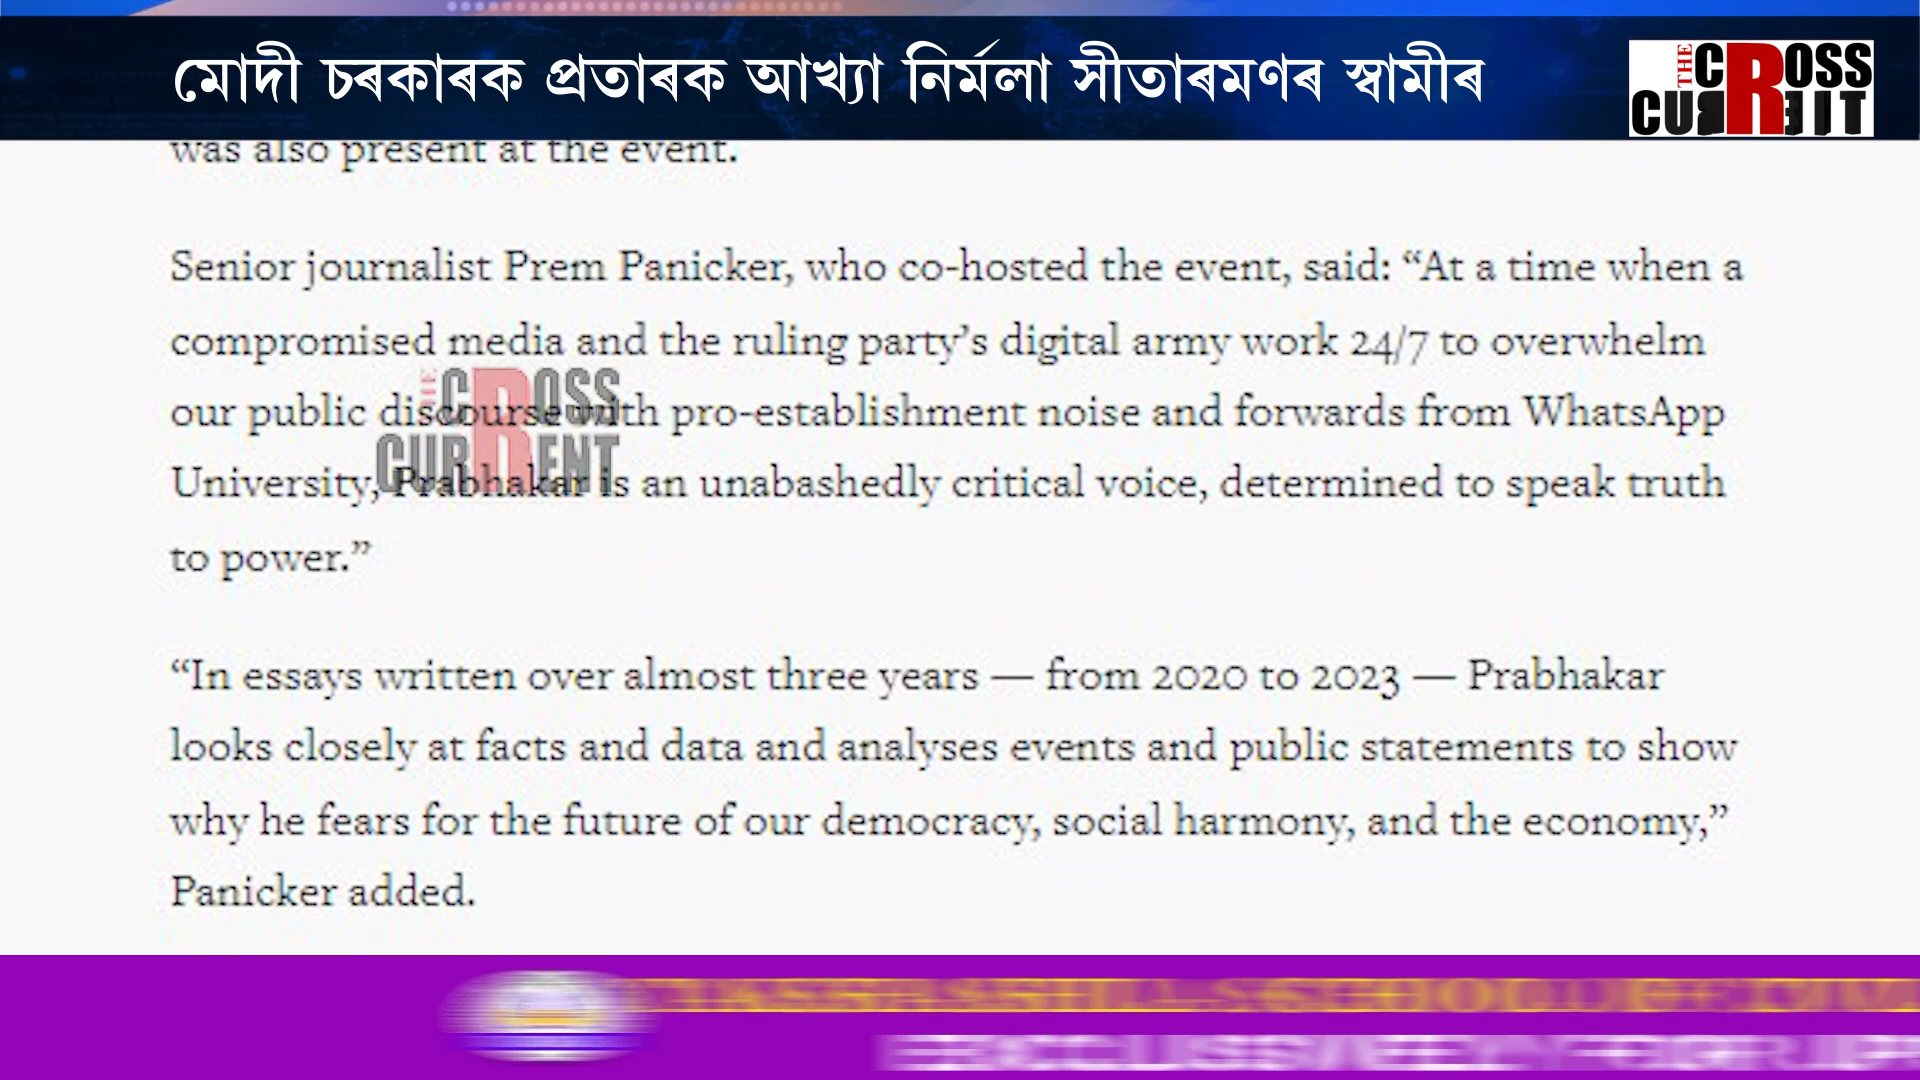 মোদী চৰকাৰক প্ৰতাৰক আখ্যা নিৰ্মলা সীতাৰমণৰ স্বামীৰ
THE CROSS
CURRENT
was also present at the event.
Senior journalist Prem Panicker, who co-hosted the event, said: “At a time when a
compromised media and the ruling party’s digital army work 24/7 to overwhelm
our public discourse with pro-establishment noise and forwards from WhatsApp
University, Prabhakar is an unabashedly critical voice, determined to speak truth
to power.”
THE CROSS
CURRENT
“In essays written over almost three years — from 2020 to 2023 — Prabhakar
looks closely at facts and data and analyses events and public statements to show
why he fears for the future of our democracy, social harmony, and the economy,”
Panicker added.